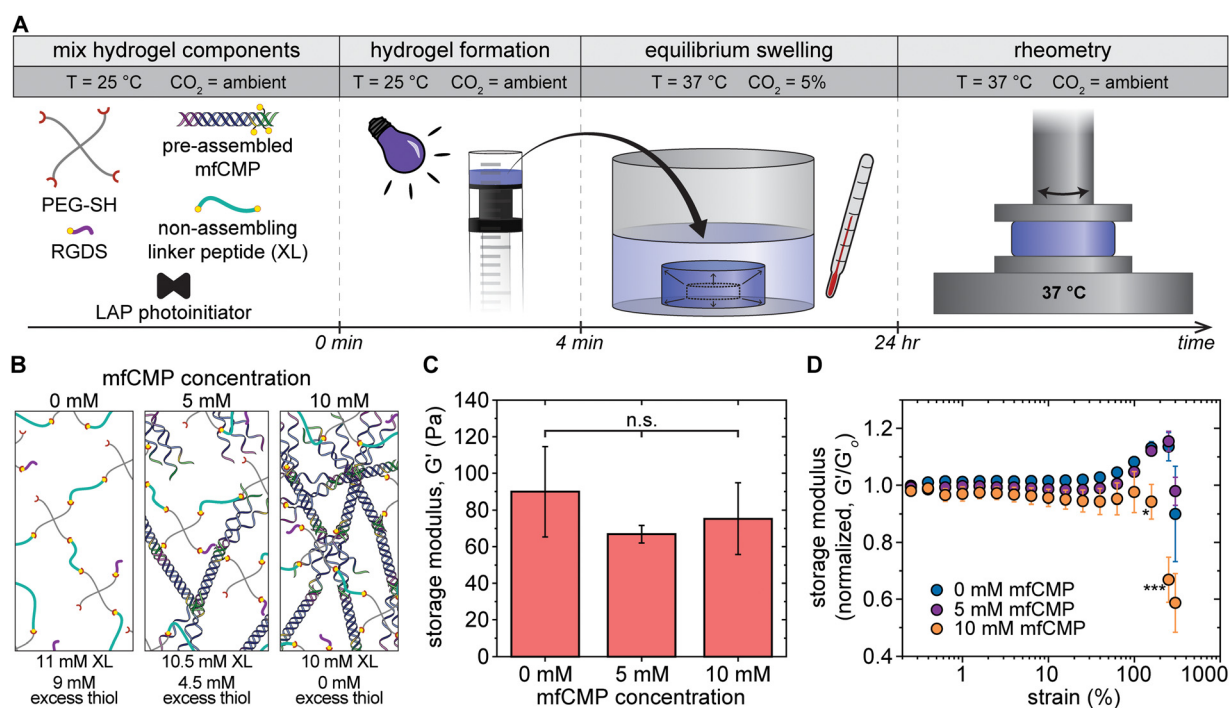 A
mix hydrogel components
hydrogel formation
equilibrium swelling
rheometry
T = 25 °C CO₂ = ambient
T = 25 °C CO₂ = ambient
T = 37 °C CO₂ = 5%
T = 37 °C CO₂ = ambient
PEG-SH
pre-assembled
mfCMP
RGDS
non-assembling
linker peptide (XL)
LAP photoinitiator
37 °C
0 min
4 min
24 hr
time
B
mfCMP concentration
0 mM
5 mM
10 mM
11 mM XL
9 mM
excess thiol
10.5 mM XL
4.5 mM
excess thiol
10 mM XL
0 mM
excess thiol
C
storage modulus, G' (Pa)
140
120
100
80
60
40
20
0
n.s.
0 mM
5 mM
10 mM
mfCMP concentration
D
storage modulus
(normalized, G'/G'ₒ)
1.2
1.0
0.8
0.6
0.4
*
***
0 mM mfCMP
5 mM mfCMP
10 mM mfCMP
1
10
100
1000
strain (%)